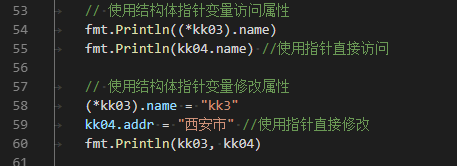 53 // 使用结构体指针变量访问属性
54 fmt.Println((*kk03).name)
55 fmt.Println(kk04.name) //使用指针直接访问
56
57 // 使用结构体指针变量修改属性
58 (*kk03).name = "kk3"
59 kk04.addr = "西安市" //使用指针直接修改
60 fmt.Println(kk03, kk04)
61